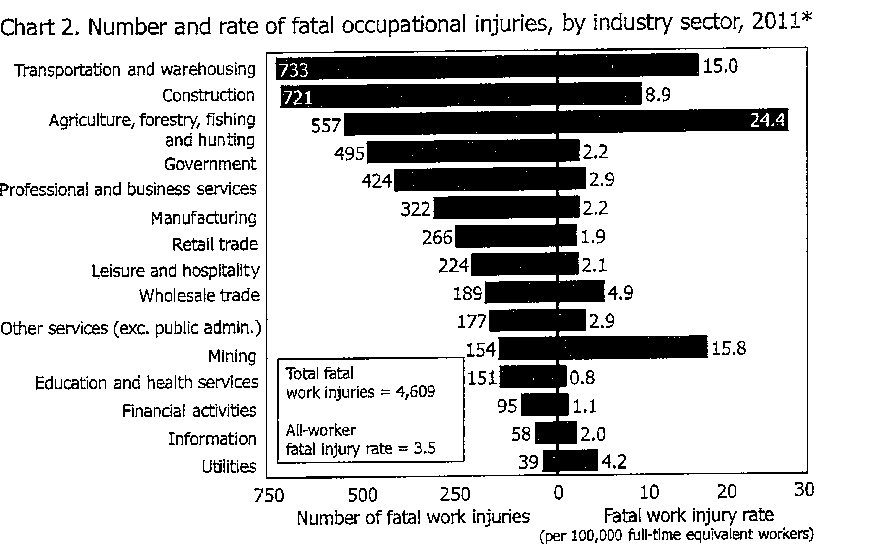 Chart 2. Number and rate of fatal occupational injuries, by industry sector, 2011*
Transportation and warehousing 733 15.0
Construction 721 8.9
Agriculture, forestry, fishing
and hunting 557 24.4
Government 495 2.2
Professional and business services 424 2.9
Manufacturing 322 2.2
Retail trade 266 1.9
Leisure and hospitality 224 2.1
Wholesale trade 189 4.9
Other services (exc. public admin.) 177 2.9
Mining 154 15.8
Education and health services 151 0.8
Financial activities 95 1.1
Information 58 2.0
Utilities 39 4.2
Total fatal
work injuries = 4,609
All-worker
fatal injury rate = 3.5
750 500 250 0 10 20 30
Number of fatal work injuries Fatal work injury rate
(per 100,000 full-time equivalent workers)